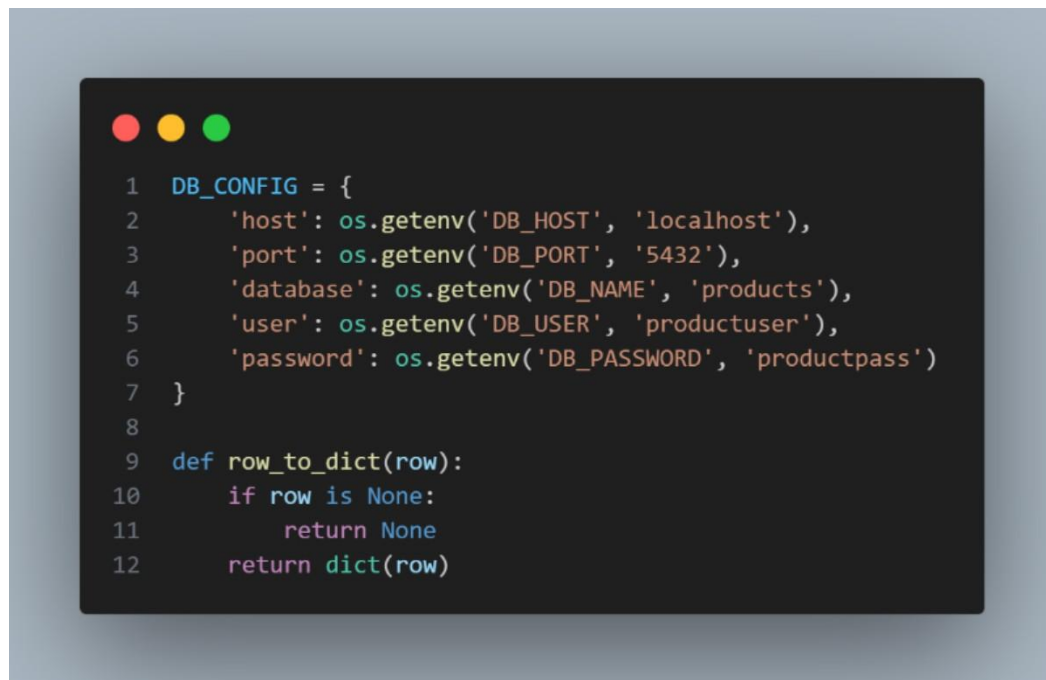 1 DB_CONFIG = {
2     'host': os.getenv('DB_HOST', 'localhost'),
3     'port': os.getenv('DB_PORT', '5432'),
4     'database': os.getenv('DB_NAME', 'products'),
5     'user': os.getenv('DB_USER', 'productuser'),
6     'password': os.getenv('DB_PASSWORD', 'productpass')
7 }
8
9 def row_to_dict(row):
10     if row is None:
11         return None
12     return dict(row)